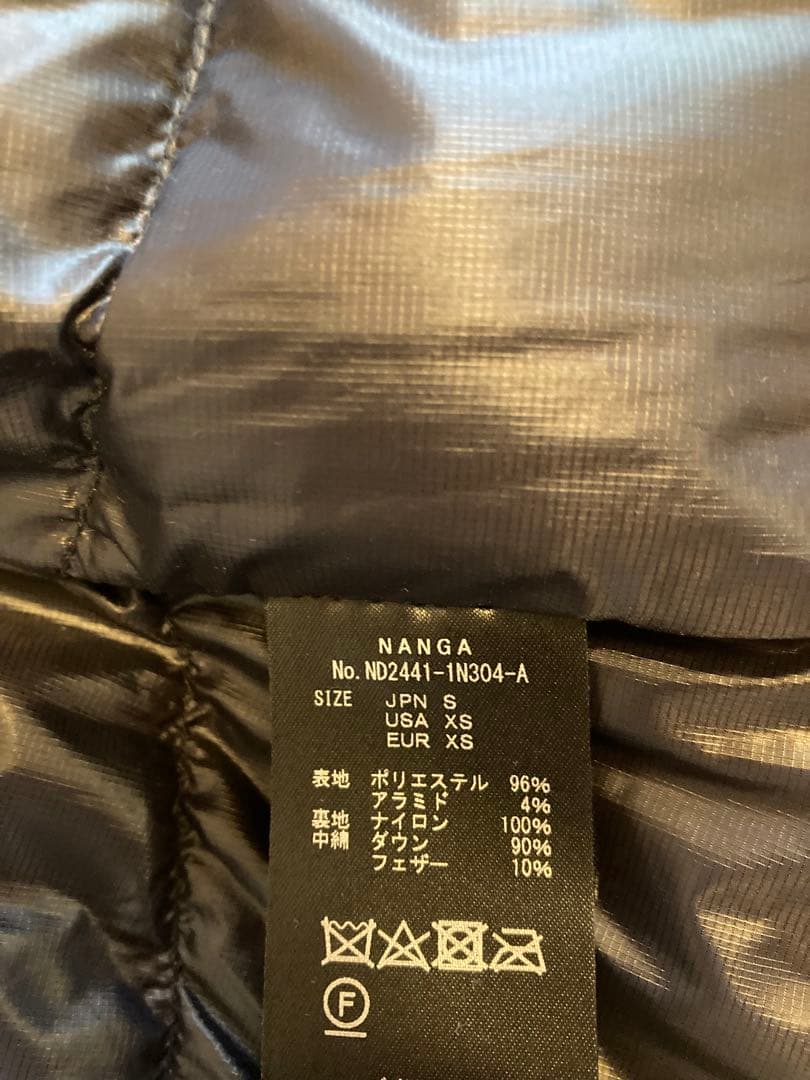 NANGA
No.ND2441-1N304-A
SIZE JPN S
USA XS
EUR XS
表地 ポリエステル 96%
アラミド 4%
裏地 ナイロン 100%
中綿 ダウン 90%
フェザー 10%
F